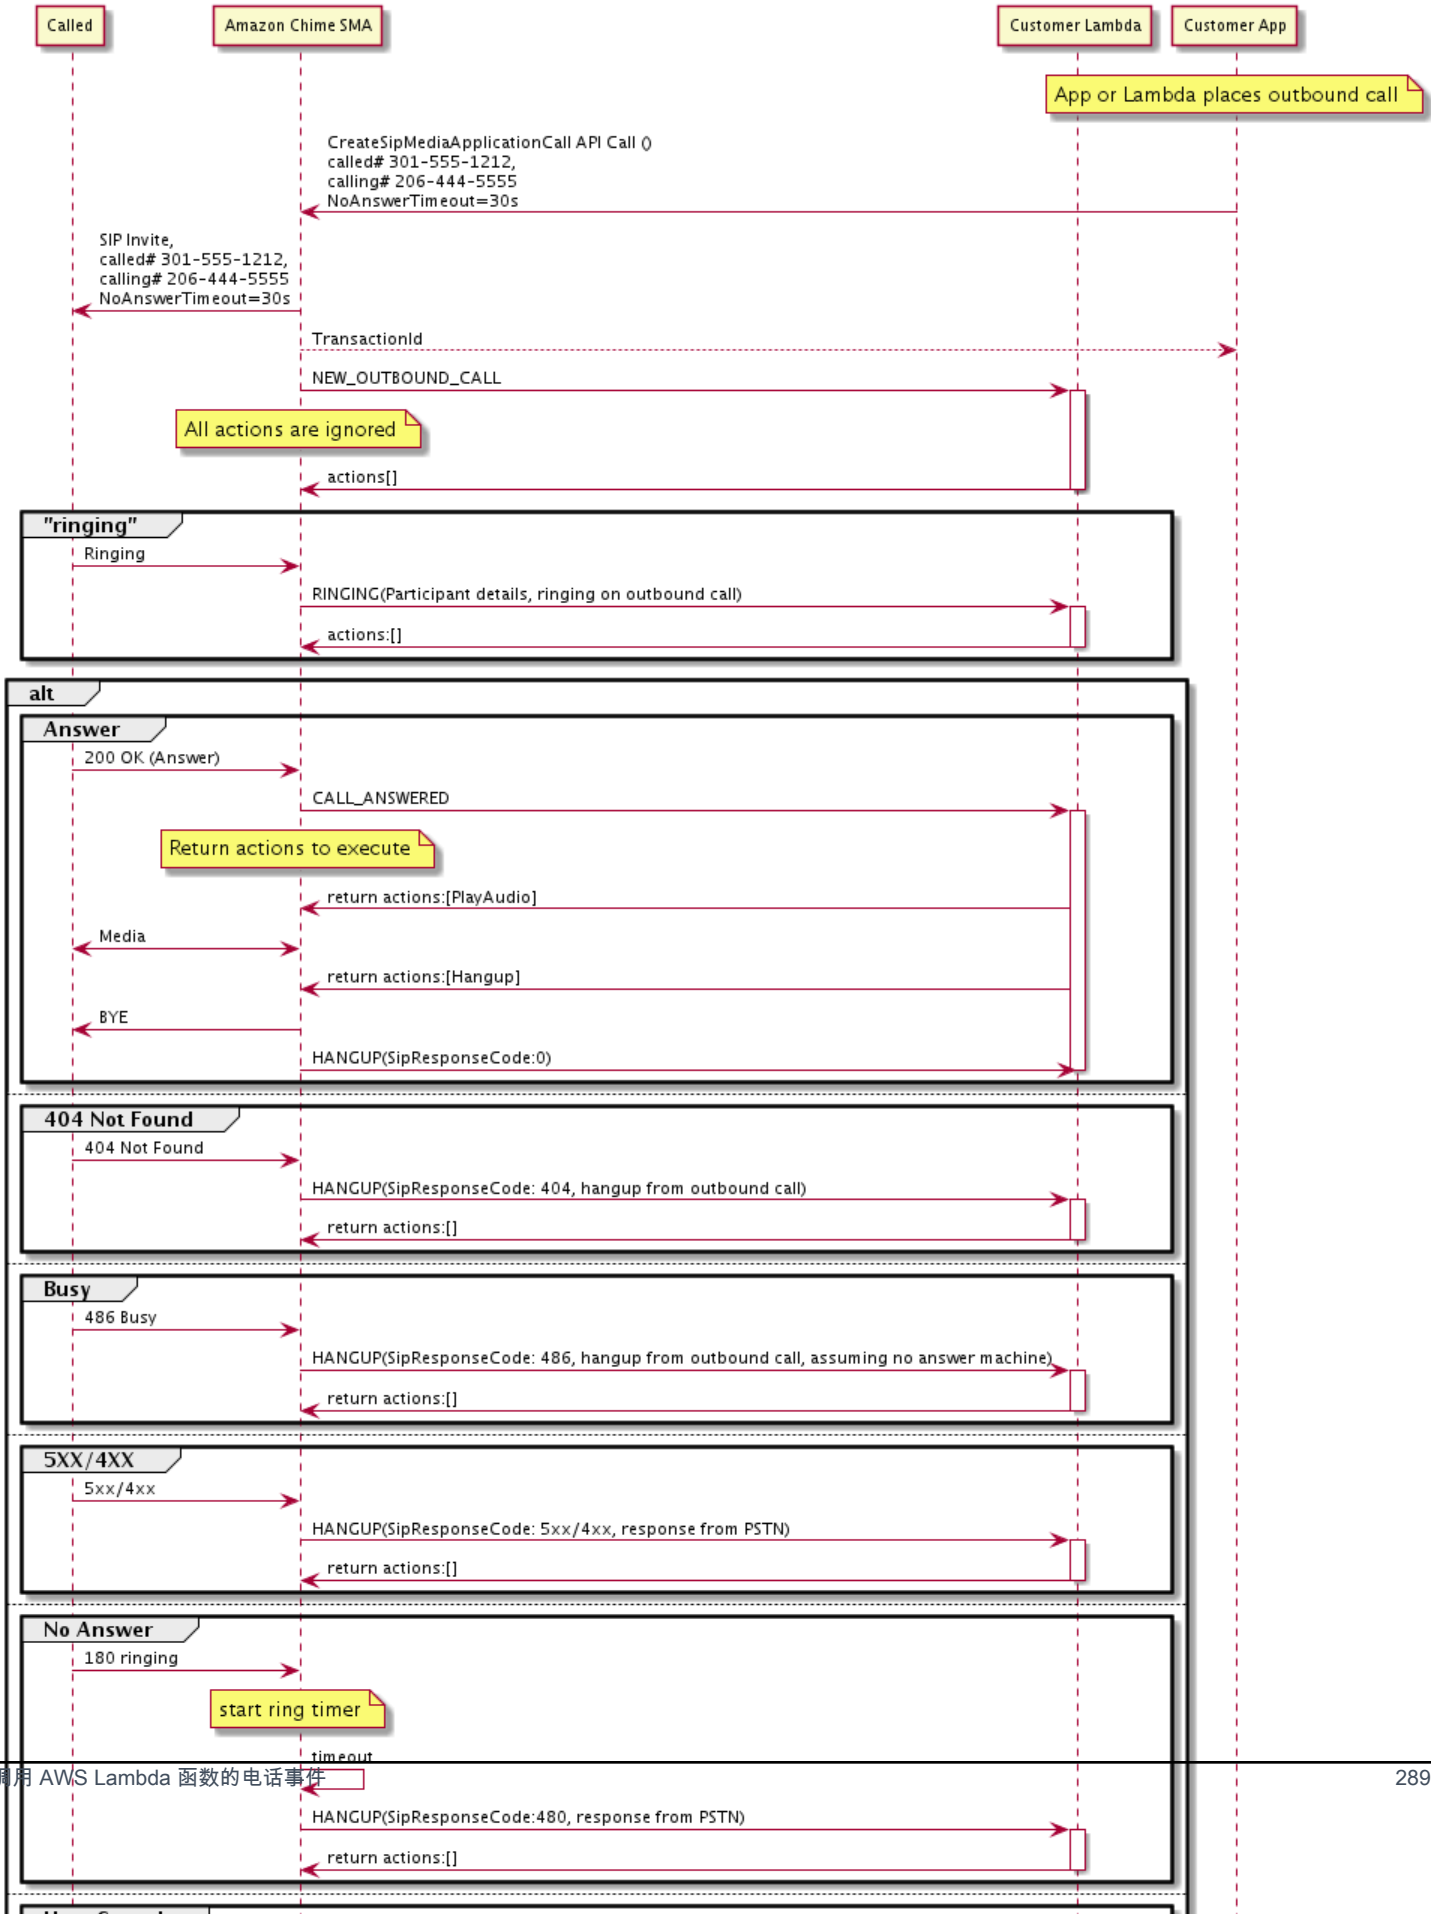 Called
Amazon Chime SMA
Customer Lambda
Customer App
App or Lambda places outbound call
CreateSipMediaApplicationCall API Call ()
called# 301-555-1212,
calling# 206-444-5555
NoAnswerTimeout=30s
SIP Invite,
called# 301-555-1212,
calling# 206-444-5555
NoAnswerTimeout=30s
TransactionId
NEW_OUTBOUND_CALL
All actions are ignored
actions[]
"ringing"
Ringing
RINGING(Participant details, ringing on outbound call)
actions:[]
alt
Answer
200 OK (Answer)
CALL_ANSWERED
Return actions to execute
return actions:[PlayAudio]
Media
return actions:[Hangup]
BYE
HANGUP(SipResponseCode:0)
404 Not Found
404 Not Found
HANGUP(SipResponseCode: 404, hangup from outbound call)
return actions:[]
Busy
486 Busy
HANGUP(SipResponseCode: 486, hangup from outbound call, assuming no answer machine)
return actions:[]
5XX/4XX
5xx/4xx
HANGUP(SipResponseCode: 5xx/4xx, response from PSTN)
return actions:[]
No Answer
180 ringing
start ring timer
timeout
用 AWS Lambda 函数的电话事件
289
HANGUP(SipResponseCode:480, response from PSTN)
return actions:[]